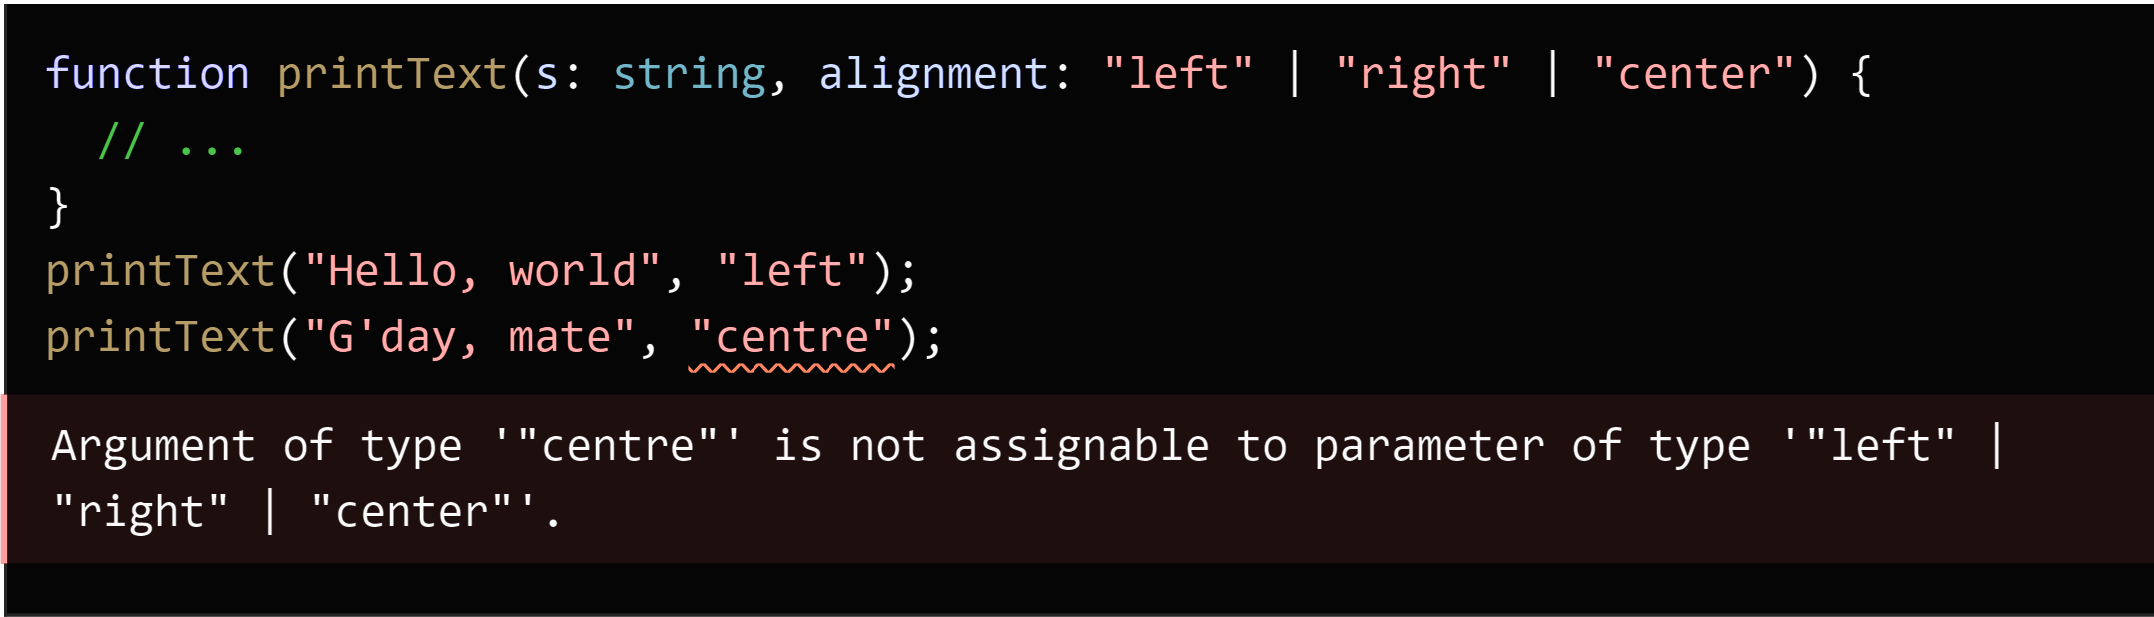 function printText(s: string, alignment: "left" | "right" | "center") {
  // ...
}
printText("Hello, world", "left");
printText("G'day, mate", "centre");
Argument of type '"centre"' is not assignable to parameter of type '"left" |
"right" | "center"'.